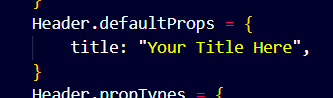 }
Header.defaultProps = {
title: "Your Title Here",
}
Header.propTypes = {